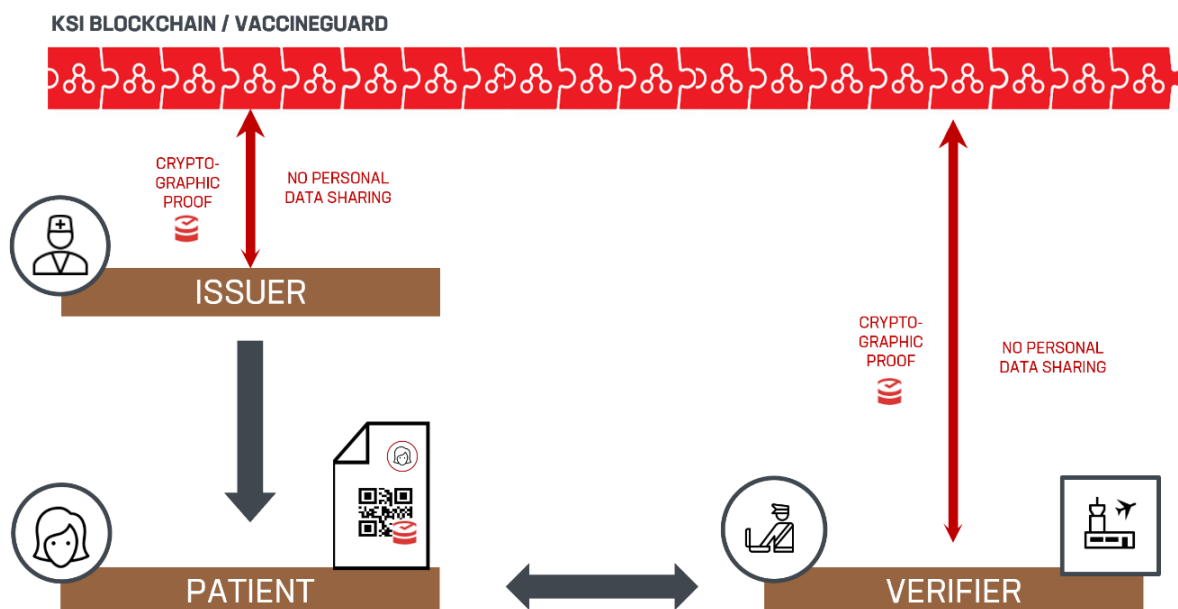 KSI BLOCKCHAIN / VACCINEGUARD
CRYPTO-
GRAPHIC
PROOF
NO PERSONAL
DATA SHARING
ISSUER
CRYPTO-
GRAPHIC
PROOF
NO PERSONAL
DATA SHARING
PATIENT
VERIFIER